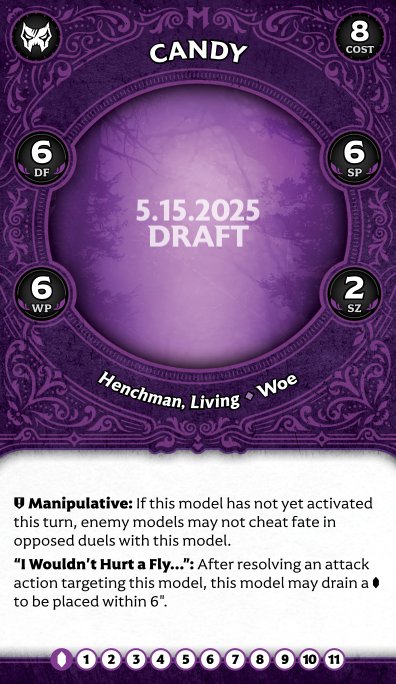 CANDY
8
COST
6
DF
6
SP
5.15.2025
DRAFT
6
WP
2
SZ
Henchman, Living ◆ Woe
Manipulative: If this model has not yet activated
this turn, enemy models may not cheat fate in
opposed duels with this model.
“I Wouldn’t Hurt a Fly...”: After resolving an attack
action targeting this model, this model may drain a
to be placed within 6".
1 2 3 4 5 6 7 8 9 10 11